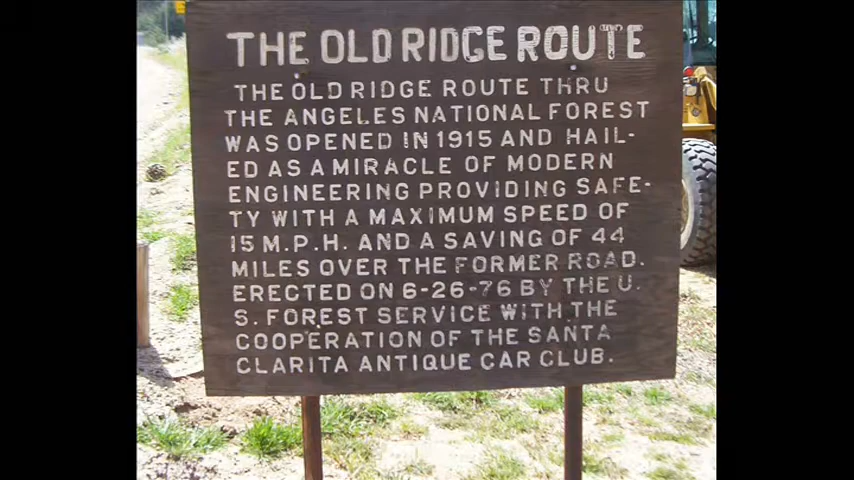 THE OLD RIDGE ROUTE
THE OLD RIDGE ROUTE THRU
THE ANGELES NATIONAL FOREST
WAS OPENED IN 1915 AND HAIL-
ED AS A MIRACLE OF MODERN
ENGINEERING PROVIDING SAFE-
TY WITH A MAXIMUM SPEED OF
15 M.P.H. AND A SAVING OF 44
MILES OVER THE FORMER ROAD.
ERECTED ON 6-26-76 BY THE U.
S. FOREST SERVICE WITH THE
COOPERATION OF THE SANTA
CLARITA ANTIQUE CAR CLUB.